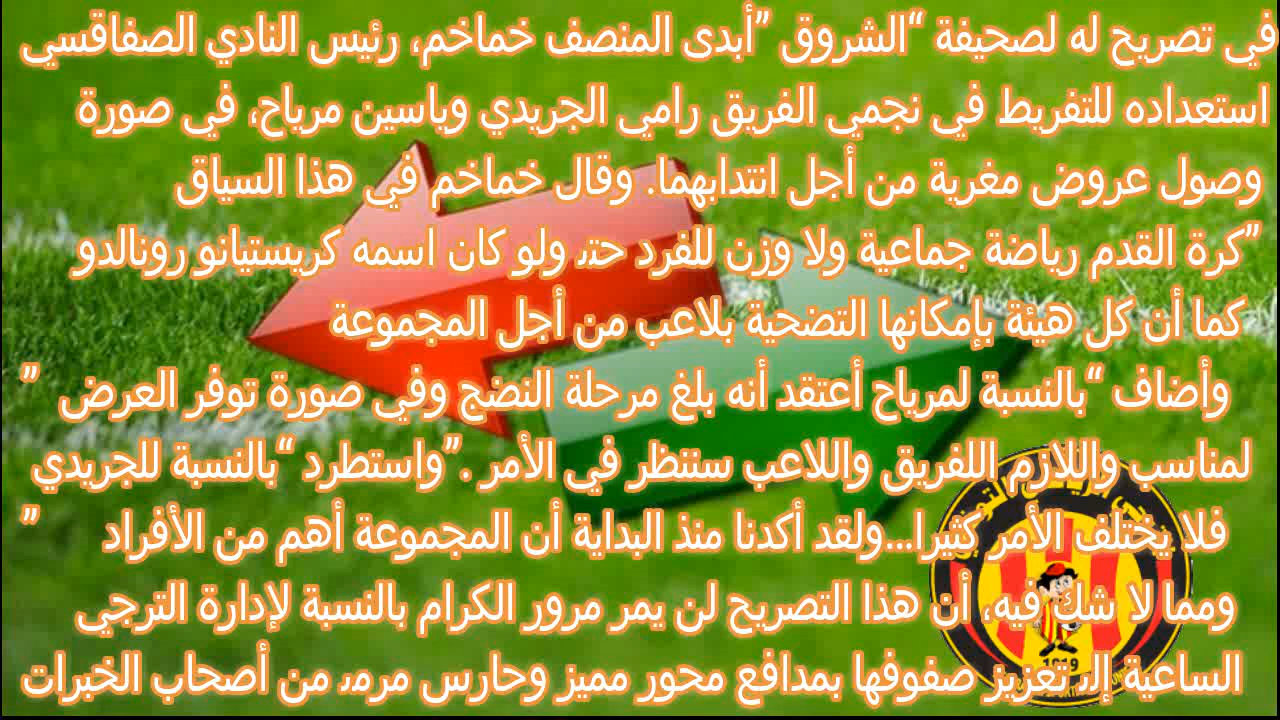 في تصريح له لصحيفة “الشروق ”أبدى المنصف خماخم، رئيس النادي الصفاقسي
استعداده للتفريط في نجمي الفريق رامي الجريدي وياسين مرياح، في صورة
وصول عروض مغرية من أجل انتدابهما. وقال خماخم في هذا السياق
”كرة القدم رياضة جماعية ولا وزن للفرد حتى ولو كان اسمه كريستيانو رونالدو
كما أن كل هيئة بإمكانها التضحية بلاعب من أجل المجموعة
وأضاف “بالنسبة لمرياح أعتقد أنه بلغ مرحلة النضج وفي صورة توفر العرض ”
لمناسب واللازم اللفريق واللاعب سننظر في الأمر .”واستطرد “بالنسبة للجريدي
فلا يختلف الأمر كثيرا...ولقد أكدنا منذ البداية أن المجموعة أهم من الأفراد ”
ومما لا شك فيه، أن هذا التصريح لن يمر مرور الكرام بالنسبة لإدارة الترجي
الساعية إلى تعزيز صفوفها بمدافع محور مميز وحارس مرمى من أصحاب الخبرات
1919